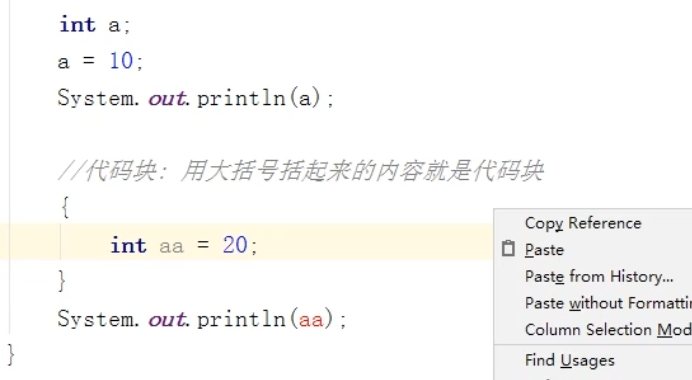 int a;
a = 10;
System.out.println(a);
//代码块：用大括号括起来的内容就是代码块
{
int aa = 20;
}
System.out.println(aa);
}
Copy Reference
Paste
Paste from History...
Paste without Formatti
Column Selection Mod
Find Usages